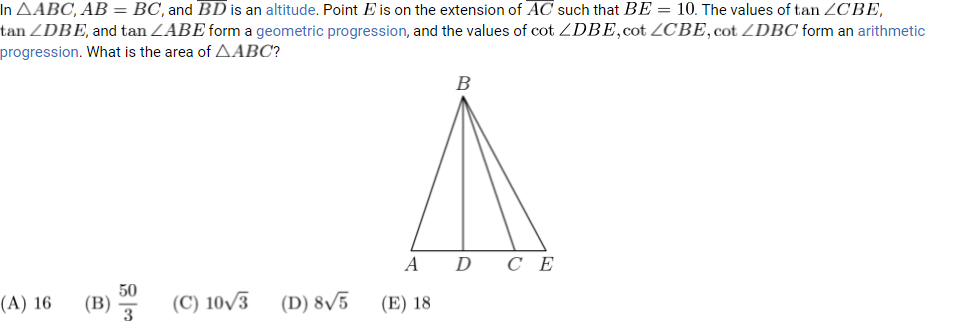 In △ABC, AB = BC, and \overline{BD} is an altitude. Point E is on the extension of \overline{AC} such that BE = 10. The values of tan ∠CBE,
tan ∠DBE, and tan ∠ABE form a geometric progression, and the values of cot ∠DBE, cot ∠CBE, cot ∠DBC form an arithmetic
progression. What is the area of △ABC?
B
A D C E
(A) 16 (B) \frac{50}{3} (C) 10√3 (D) 8√5 (E) 18